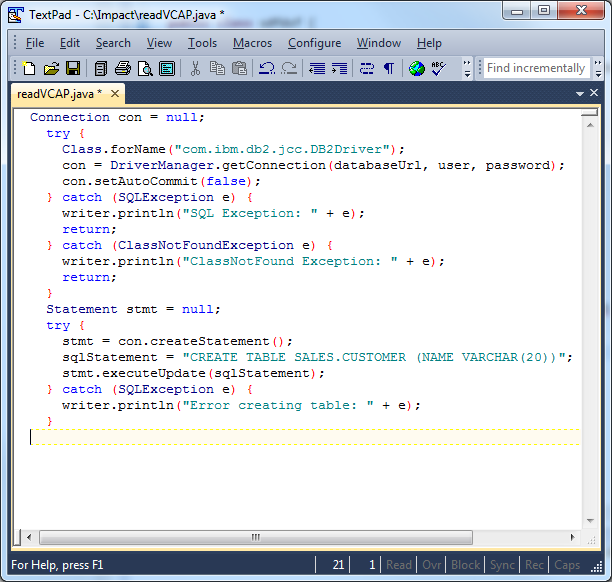 TextPad - C:\Impact\readVCAP.java *
File Edit Search View Tools Macros Configure Window Help
Find incrementally
readVCAP.java *
Connection con = null;
try {
Class.forName("com.ibm.db2.jcc.DB2Driver");
con = DriverManager.getConnection(databaseUrl, user, password);
con.setAutoCommit(false);
} catch (SQLException e) {
writer.println("SQL Exception: " + e);
return;
} catch (ClassNotFoundException e) {
writer.println("ClassNotFound Exception: " + e);
return;
}
Statement stmt = null;
try {
stmt = con.createStatement();
sqlStatement = "CREATE TABLE SALES.CUSTOMER (NAME VARCHAR(20))";
stmt.executeUpdate(sqlStatement);
} catch (SQLException e) {
writer.println("Error creating table: " + e);
}
For Help, press F1 21 1 Read Ovr Block Sync Rec Caps